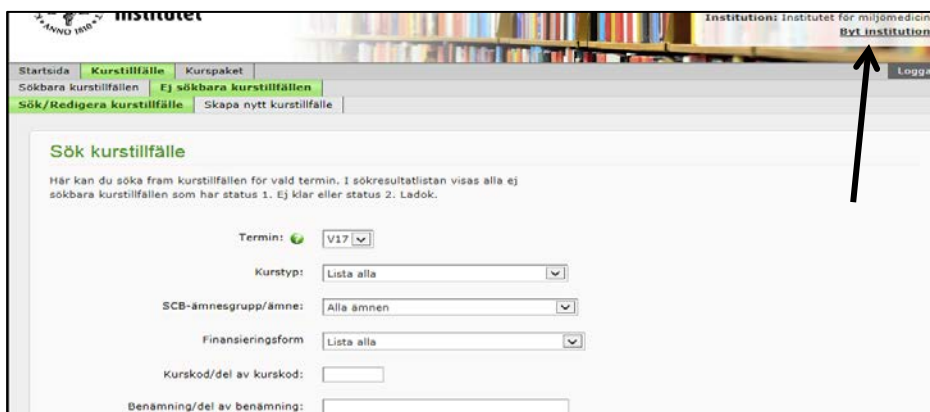 Institutet
ANNO 1810
Institution: Institutet för miljömedicin
Byt institution
Startsida Kurstillfälle Kurspaket Logga
Sökbara kurstillfällen Ej sökbara kurstillfällen
Sök/Redigera kurstillfälle Skapa nytt kurstillfälle
Sök kurstillfälle
Här kan du söka fram kurstillfällen för vald termin. I sökresultatlistan visas alla ej
sökbara kurstillfällen som har status 1. Ej klar eller status 2. Ladok.
Termin: V17
Kurstyp: Lista alla
SCB-ämnesgrupp/ämne: Alla ämnen
Finansieringsform Lista alla
Kurskod/del av kurskod:
Benämning/del av benämning: